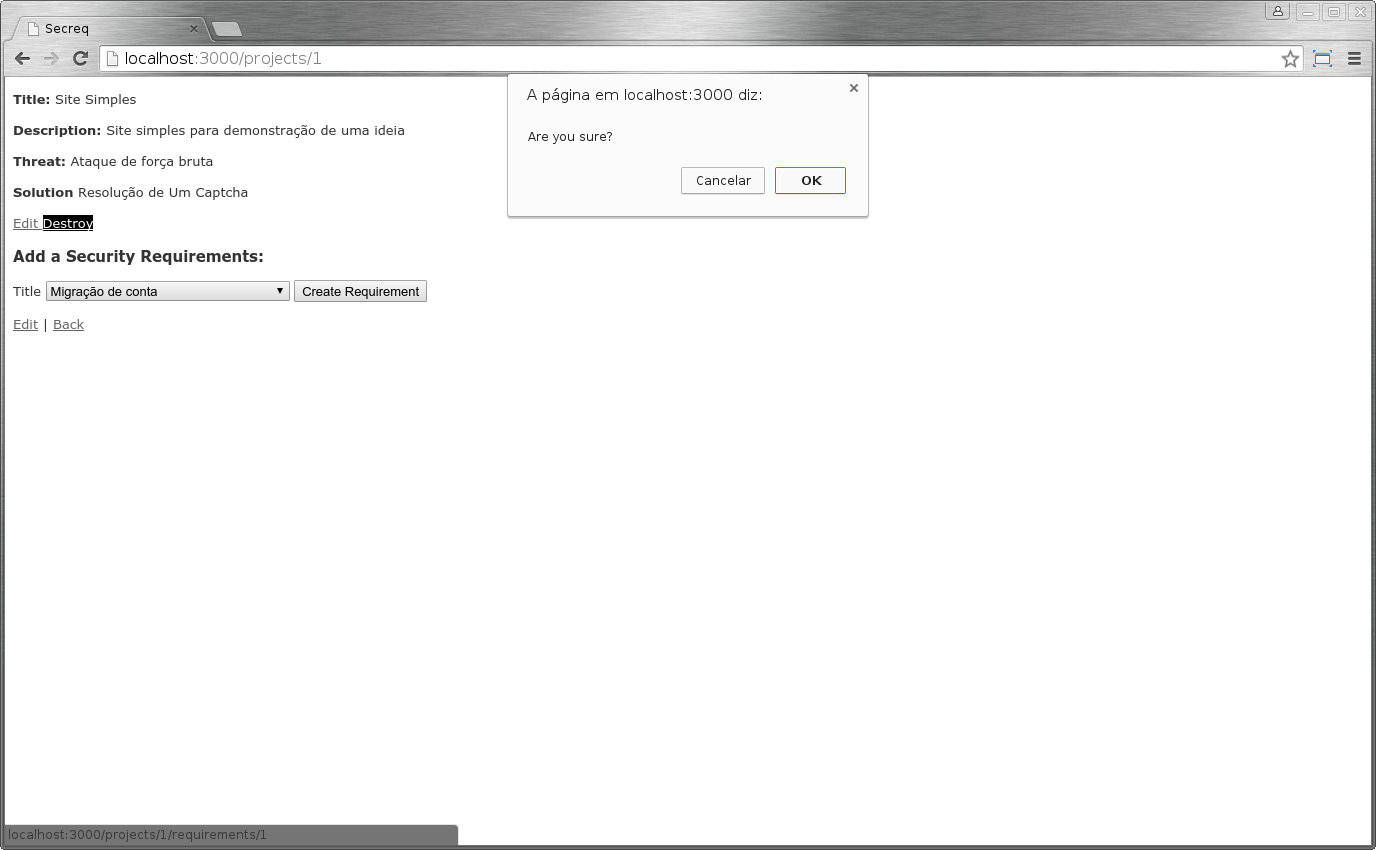 Secreq
localhost:3000/projects/1
A página em localhost:3000 diz:
Are you sure?
Cancelar OK
Title: Site Simples
Description: Site simples para demonstração de uma ideia
Threat: Ataque de força bruta
Solution Resolução de Um Captcha
Edit Destroy
Add a Security Requirements:
Title Migração de conta Create Requirement
Edit | Back
localhost:3000/projects/1/requirements/1